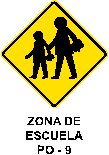 ZONA DE
ESCUELA
PO - 9